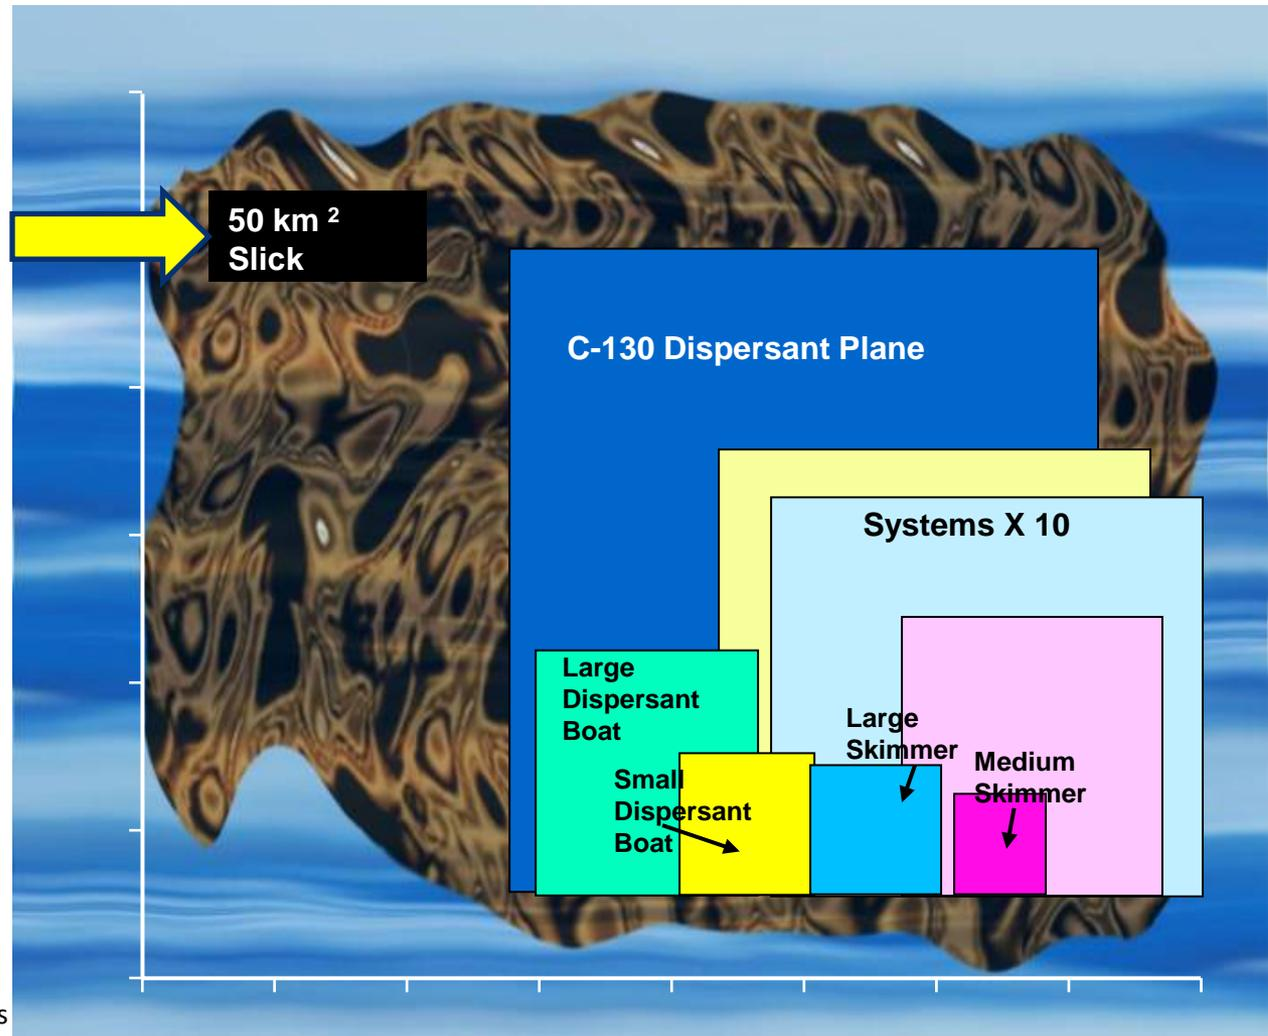 50 km ²
Slick
C-130 Dispersant Plane
Systems X 10
Large
Dispersant
Boat
Small
Dispersant
Boat
Large
Skimmer
Medium
Skimmer
s